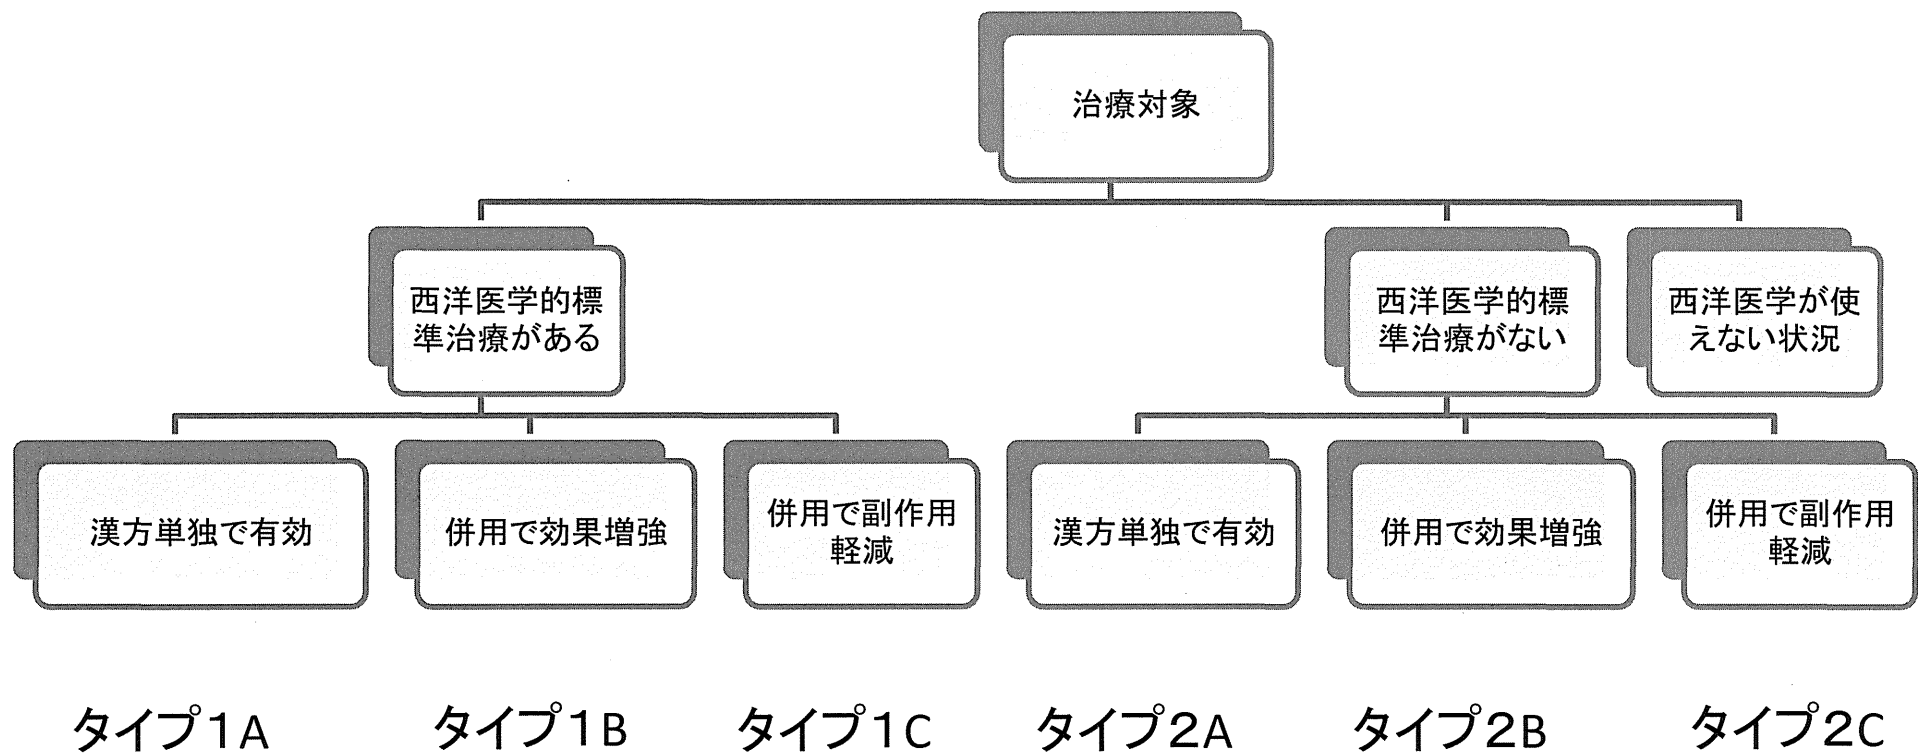 治療対象
西洋医学的標
準治療がある
西洋医学的標
準治療がない
西洋医学が使
えない状況
漢方単独で有効
併用で効果増強
併用で副作用
軽減
漢方単独で有効
併用で効果増強
併用で副作用
軽減
タイプ1A
タイプ1B
タイプ1C
タイプ2A
タイプ2B
タイプ2C